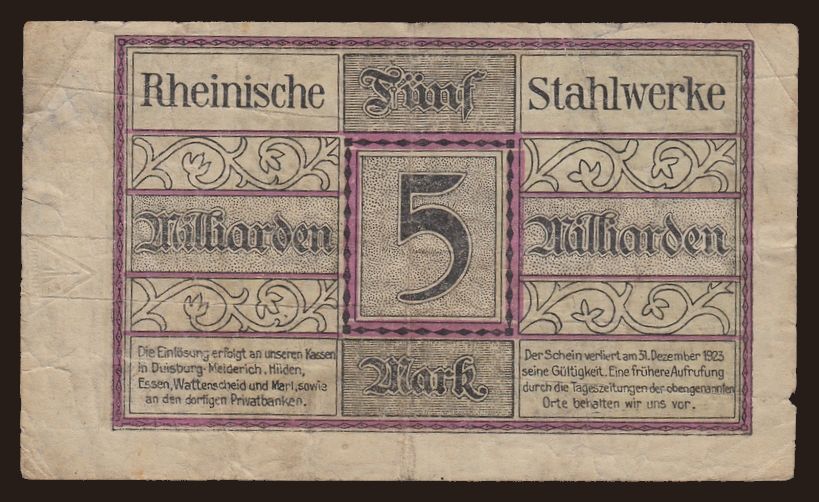 Rheinische
Fünf
Stahlwerke
Milliarden
5
Milliarden
Die Einlösung erfolgt an unseren Kassen
in Duisburg-Meiderich, Hilden,
Essen, Wattenscheid und Marl, sowie
an den dortigen Privatbanken.
Mark
Der Schein verliert am 31. Dezember 1923
seine Gültigkeit. Eine frühere Aufrufung
durch die Tageszeitungen der obengenannten
Orte behalten wir uns vor.